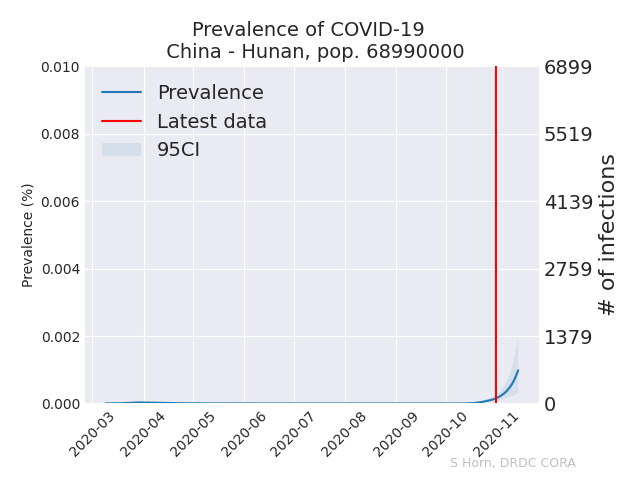 Prevalence of COVID-19
China - Hunan, pop. 68990000
Prevalence
Latest data
95CI
0.010
0.008
0.006
0.004
0.002
0.000
Prevalence (%)
6899
5519
4139
2759
1379
0
# of infections
2020-03
2020-04
2020-05
2020-06
2020-07
2020-08
2020-09
2020-10
2020-11
S Horn, DRDC CORA